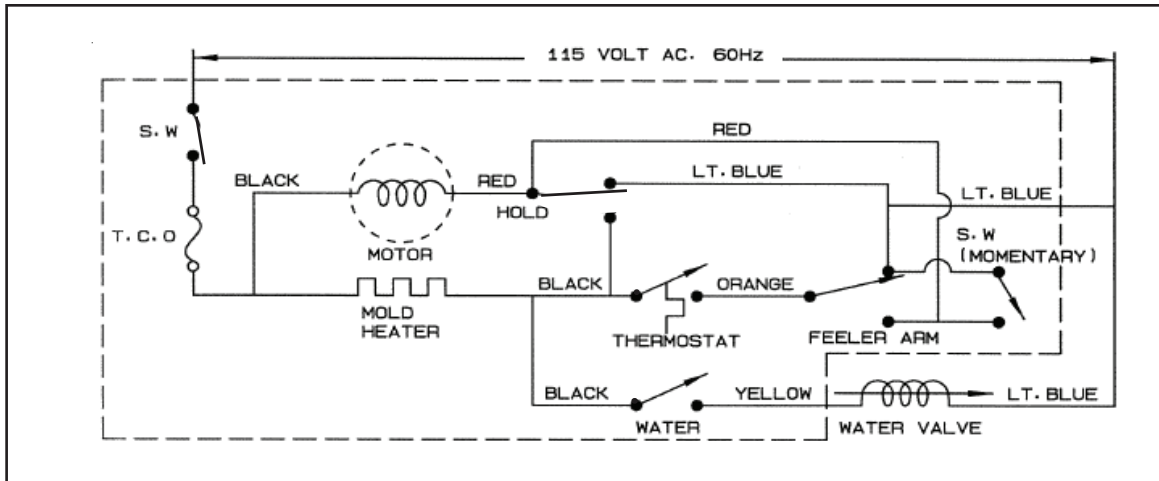 115 VOLT AC. 60Hz
S.W
RED
BLACK
RED
LT. BLUE
LT. BLUE
HOLD
T.C.O
MOTOR
S.W
(MOMENTARY)
BLACK
ORANGE
MOLD
HEATER
THERMOSTAT
FEELER ARM
BLACK
YELLOW
LT. BLUE
WATER
WATER VALVE